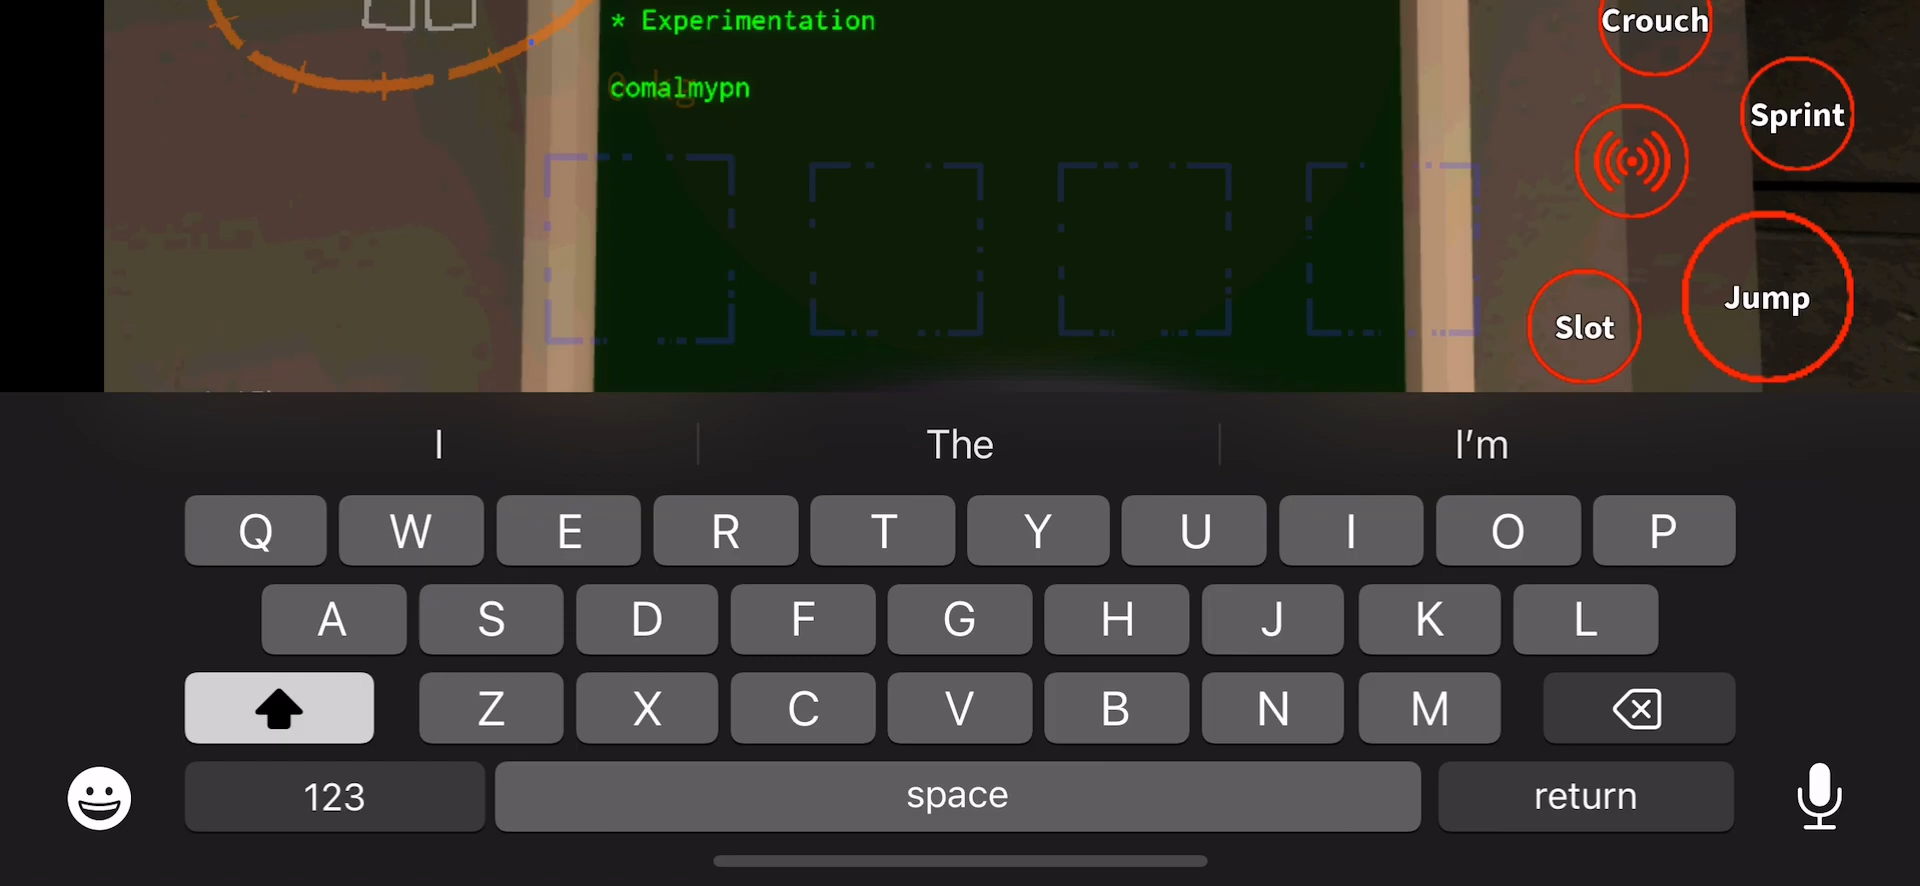 * Experimentation
Crouch
comalmypn
Sprint
Jump
Slot
I
The
I’m
Q W E R T Y U I O P
A S D F G H J K L
Z X C V B N M
123
space
return